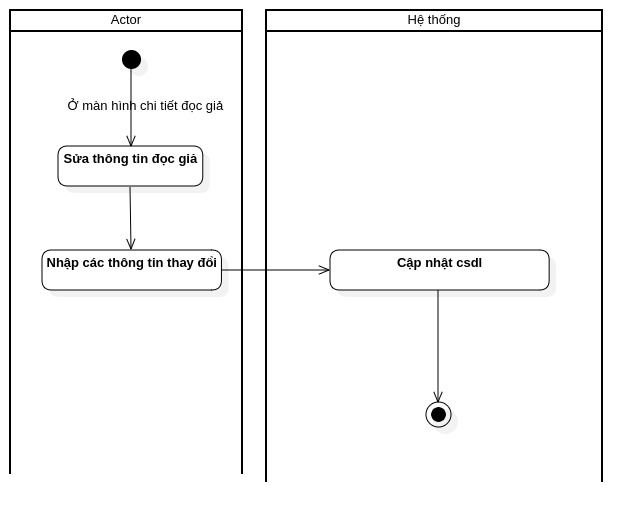 Actor
Hệ thống
Ở màn hình chi tiết đọc giả
Sửa thông tin đọc giả
Nhập các thông tin thay đổi
Cập nhật csdl